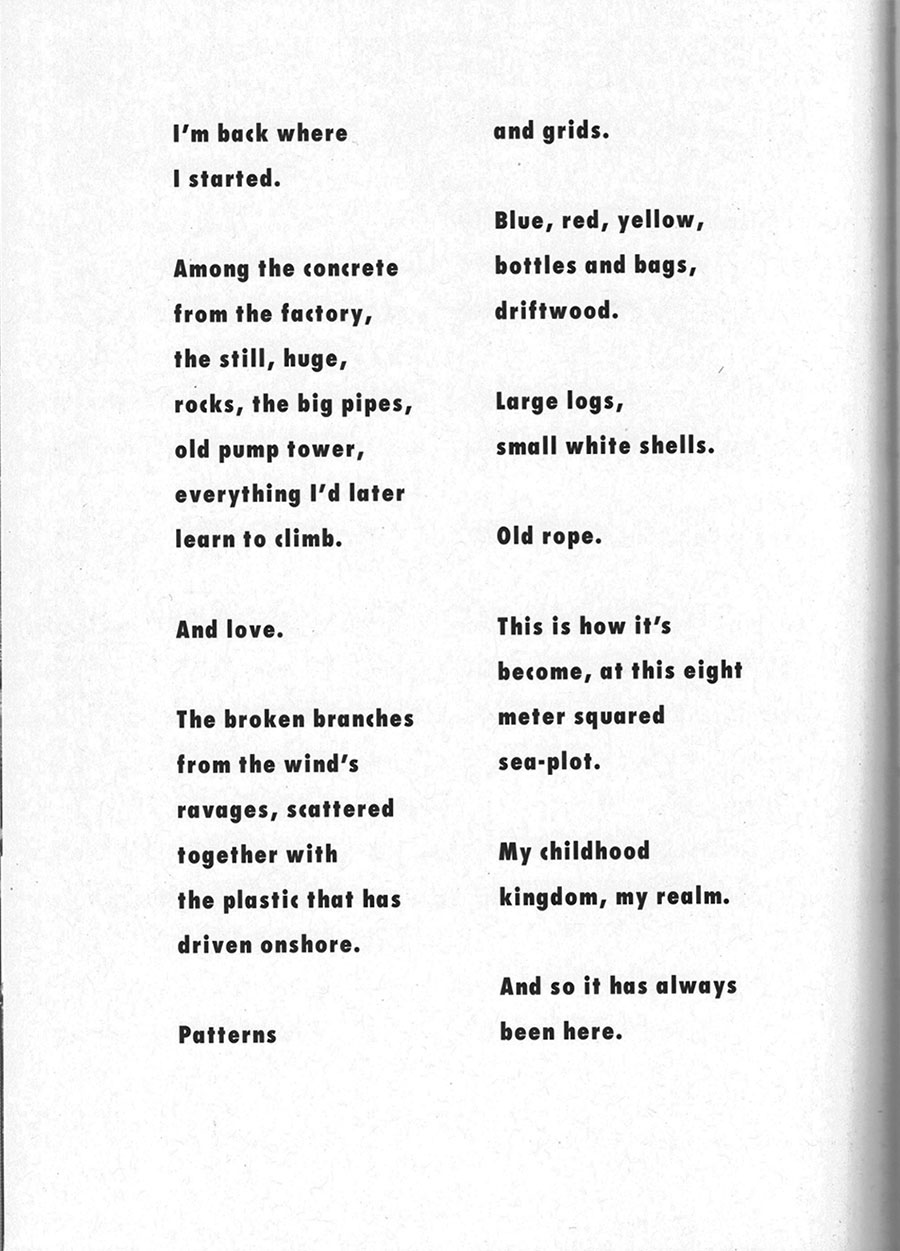 I'm back where
I started.
Among the concrete
from the factory,
the still, huge,
rocks, the big pipes,
old pump tower,
everything I'd later
learn to climb.
And love.
The broken branches
from the wind's
ravages, scattered
together with
the plastic that has
driven onshore.
Patterns
and grids.
Blue, red, yellow,
bottles and bags,
driftwood.
Large logs,
small white shells.
Old rope.
This is how it's
become, at this eight
meter squared
sea-plot.
My childhood
kingdom, my realm.
And so it has always
been here.